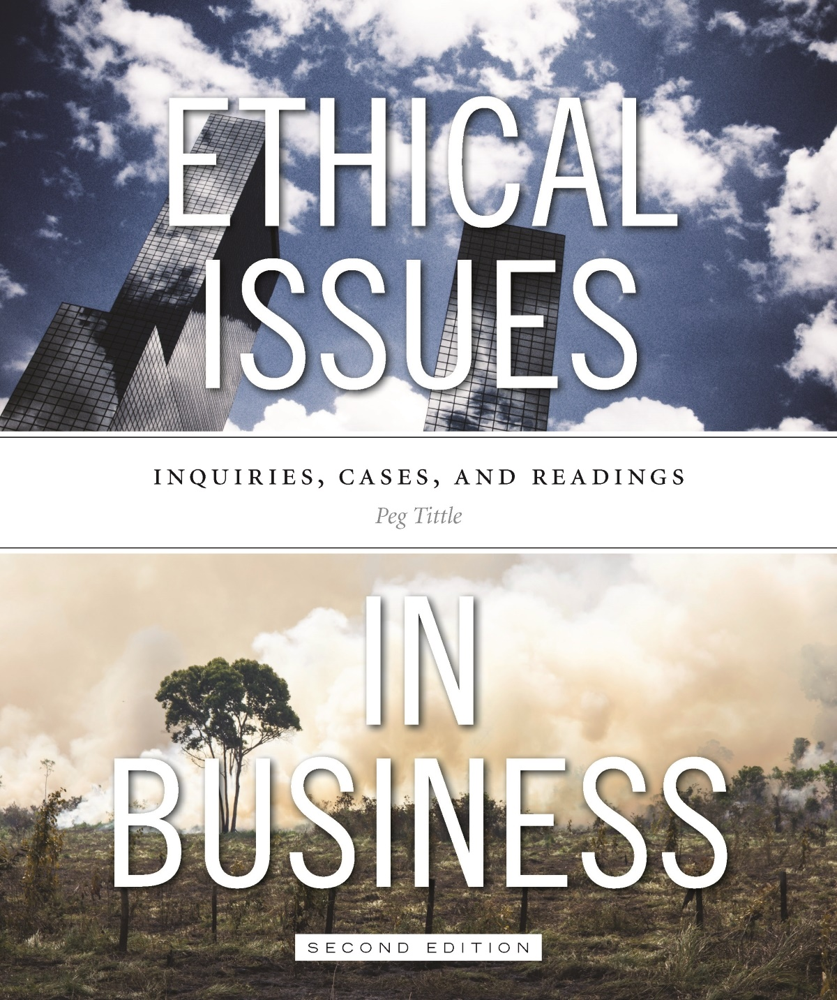 ETHICAL
ISSUES
INQUIRIES, CASES, AND READINGS
Peg Tittle
IN
BUSINESS
SECOND EDITION